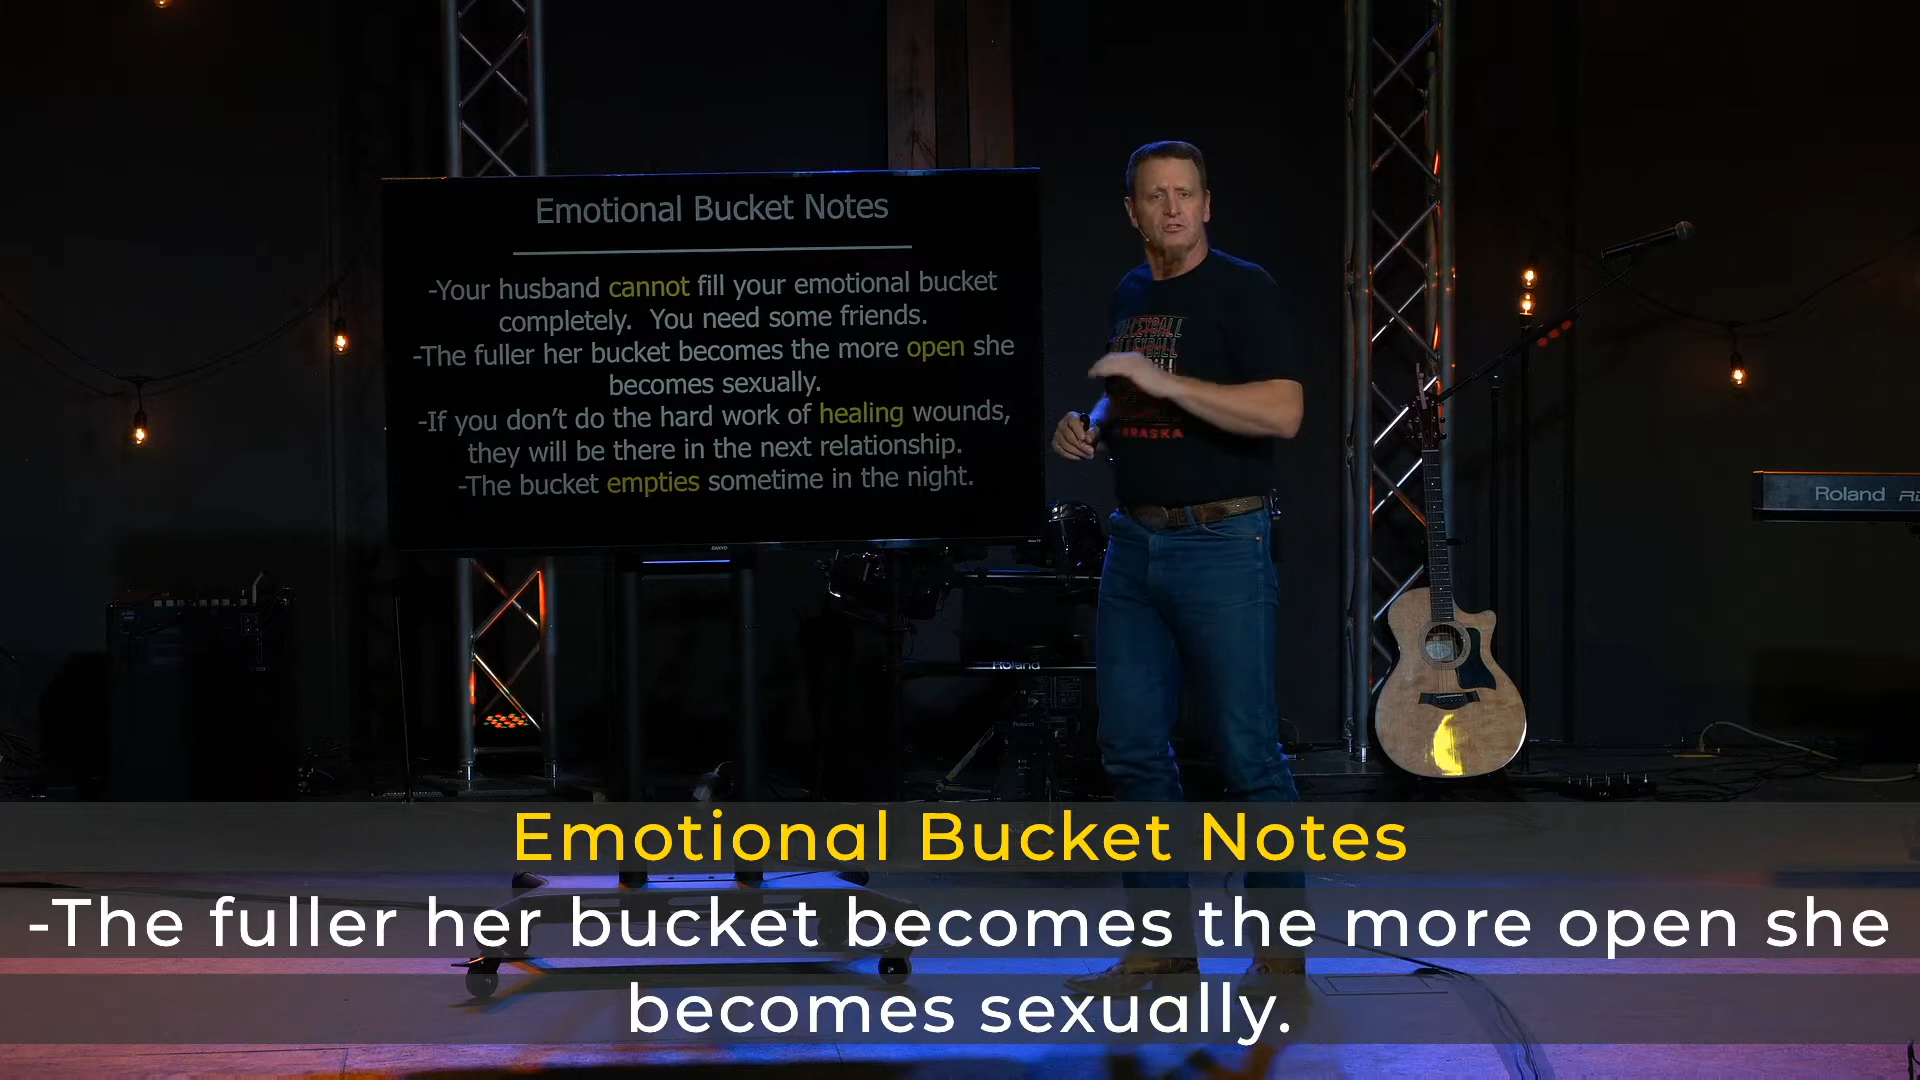 Emotional Bucket Notes
-Your husband cannot fill your emotional bucket
completely.  You need some friends.
-The fuller her bucket becomes the more open she
becomes sexually.
-If you don't do the hard work of healing wounds,
they will be there in the next relationship.
-The bucket empties sometime in the night.
SANYO
Roland
Roland
Roland
Emotional Bucket Notes
-The fuller her bucket becomes the more open she
becomes sexually.